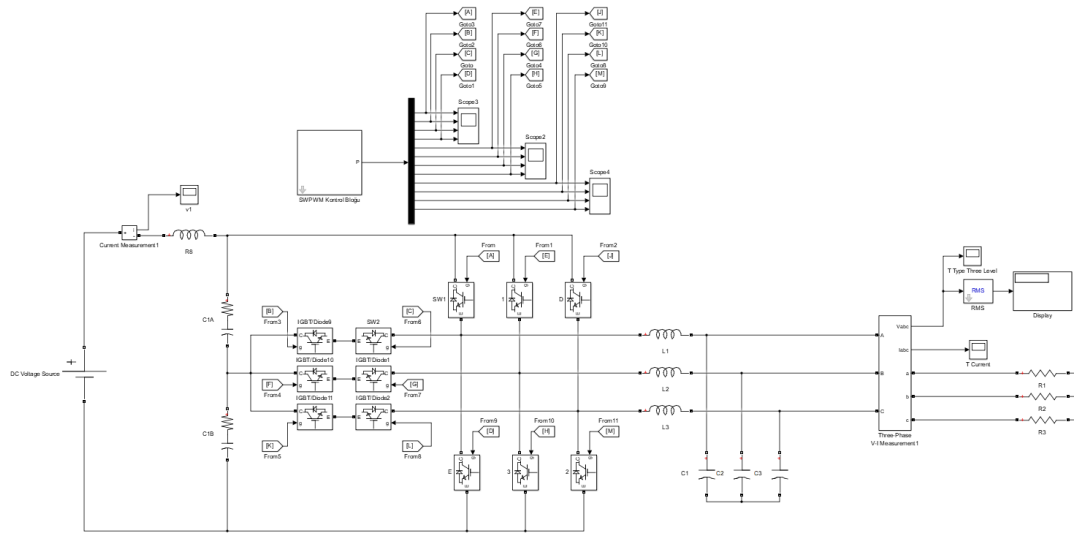 [A]
Goto3
[B]
Goto2
[C]
Goto
[D]
Goto1
[E]
Goto7
[F]
Goto6
[G]
Goto4
[H]
Goto5
[J]
Goto11
[K]
Goto10
[L]
Goto8
[M]
Goto9
Scope3
Scope2
Scope4
P
SWPWM Kontrol Bloğu
v1
Current Measurement1
R8
From
[A]
From1
[E]
From2
[J]
SW1
1
D
C1A
[B]
From3
IGBT/Diode9
SW2
[C]
From6
IGBT/Diode10
IGBT/Diode1
[F]
From4
[G]
From7
IGBT/Diode11
IGBT/Diode2
[K]
From5
[L]
From8
DC Voltage Source
C1B
From9
[D]
From10
[H]
From11
[M]
E
3
2
L1
L2
L3
C1
C2
C3
T Type Three Level
RMS
RMS
Display
Vabc
Iabc
A
B
C
a
b
c
T Current
Three-Phase
V-I Measurement1
R1
R2
R3